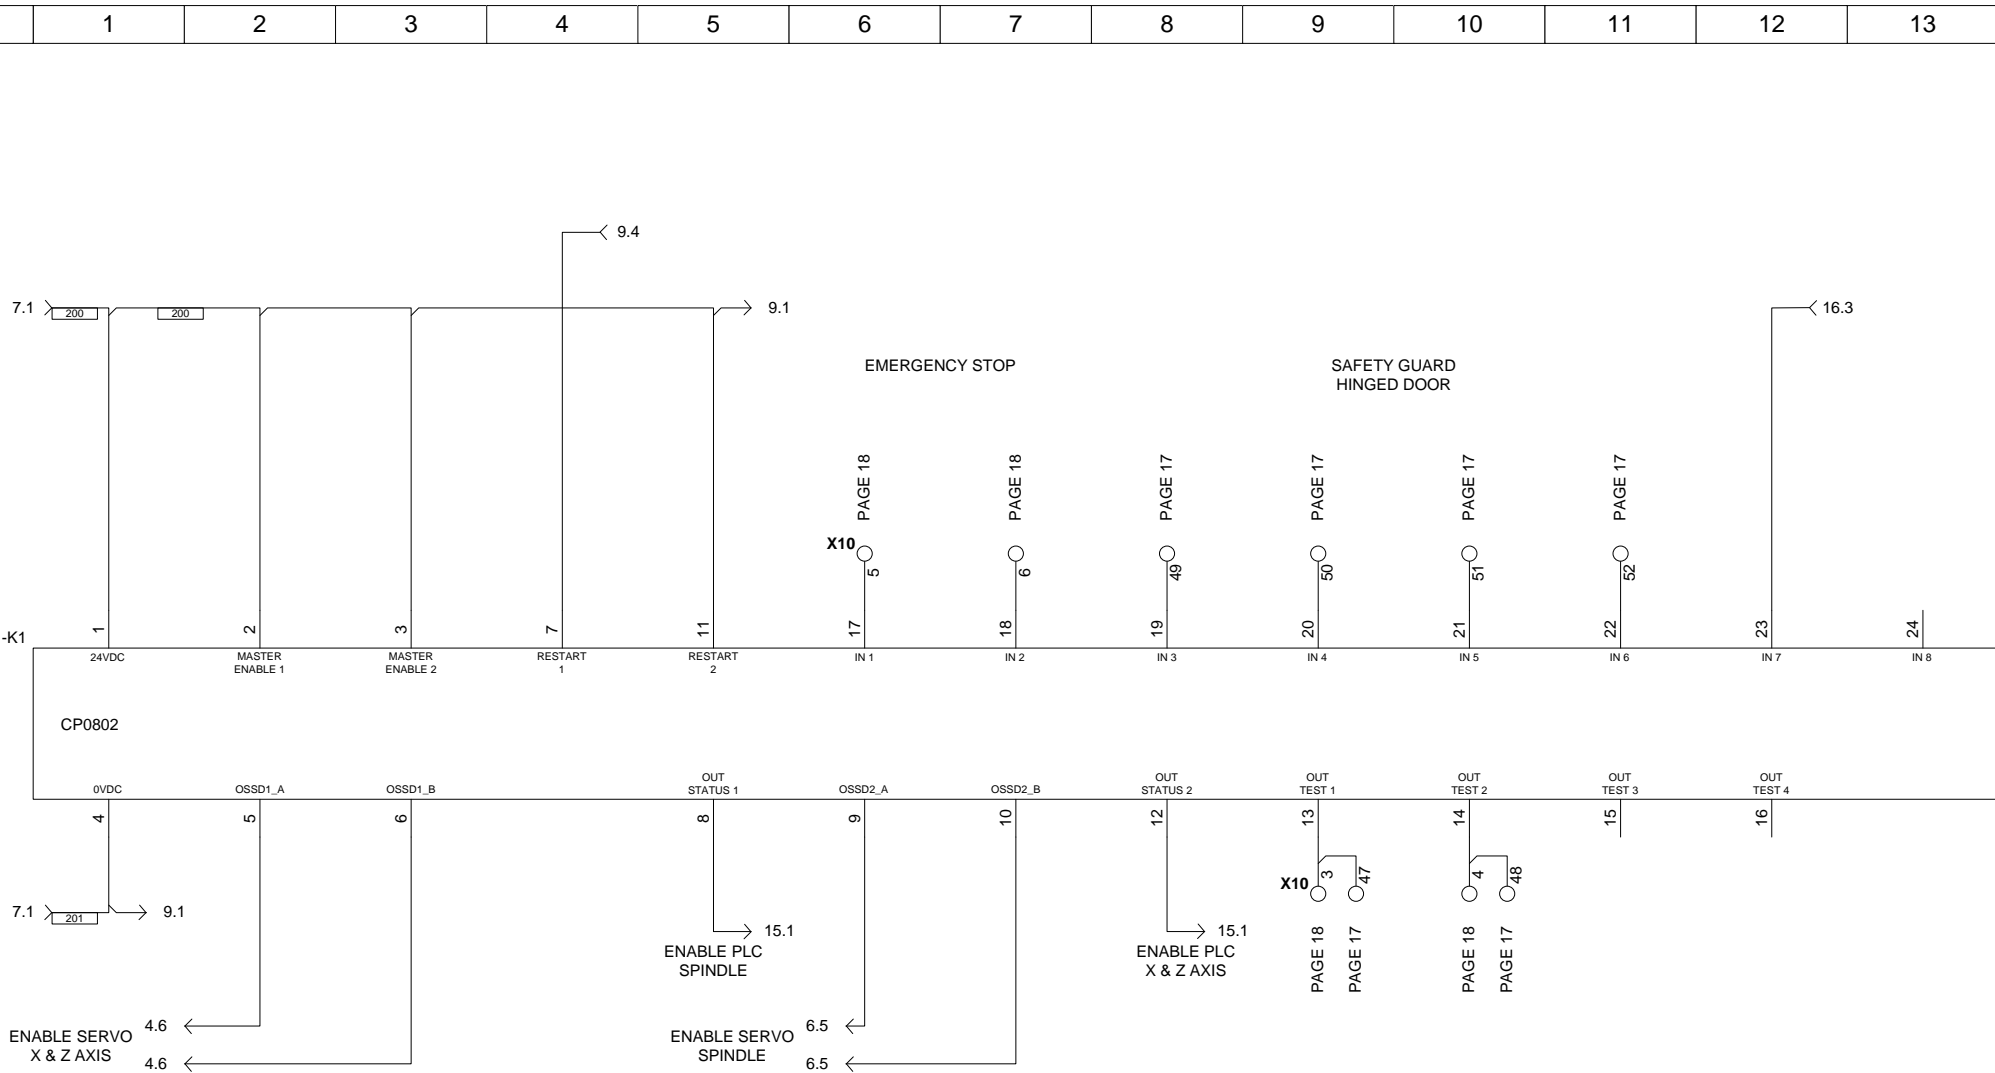 1 2 3 4 5 6 7 8 9 10 11 12 13
9.4
7.1 200 200 9.1 16.3
EMERGENCY STOP
SAFETY GUARD
HINGED DOOR
PAGE 18 PAGE 18 PAGE 17 PAGE 17 PAGE 17 PAGE 17
X10
5 6 49 50 51 52
-K1 1 2 3 7 11 17 18 19 20 21 22 23 24
24VDC
MASTER
ENABLE 1
MASTER
ENABLE 2
RESTART
1
RESTART
2
IN 1 IN 2 IN 3 IN 4 IN 5 IN 6 IN 7 IN 8
CP0802
0VDC OSSD1_A OSSD1_B
OUT
STATUS 1
OSSD2_A OSSD2_B
OUT
STATUS 2
OUT
TEST 1
OUT
TEST 2
OUT
TEST 3
OUT
TEST 4
4 5 6 8 9 10 12 13 14 15 16
X10 3 47 4 48
7.1 201 9.1
15.1
ENABLE PLC
SPINDLE
15.1
ENABLE PLC
X & Z AXIS
PAGE 18 PAGE 17 PAGE 18 PAGE 17
4.6
ENABLE SERVO
X & Z AXIS
4.6
6.5
ENABLE SERVO
SPINDLE
6.5